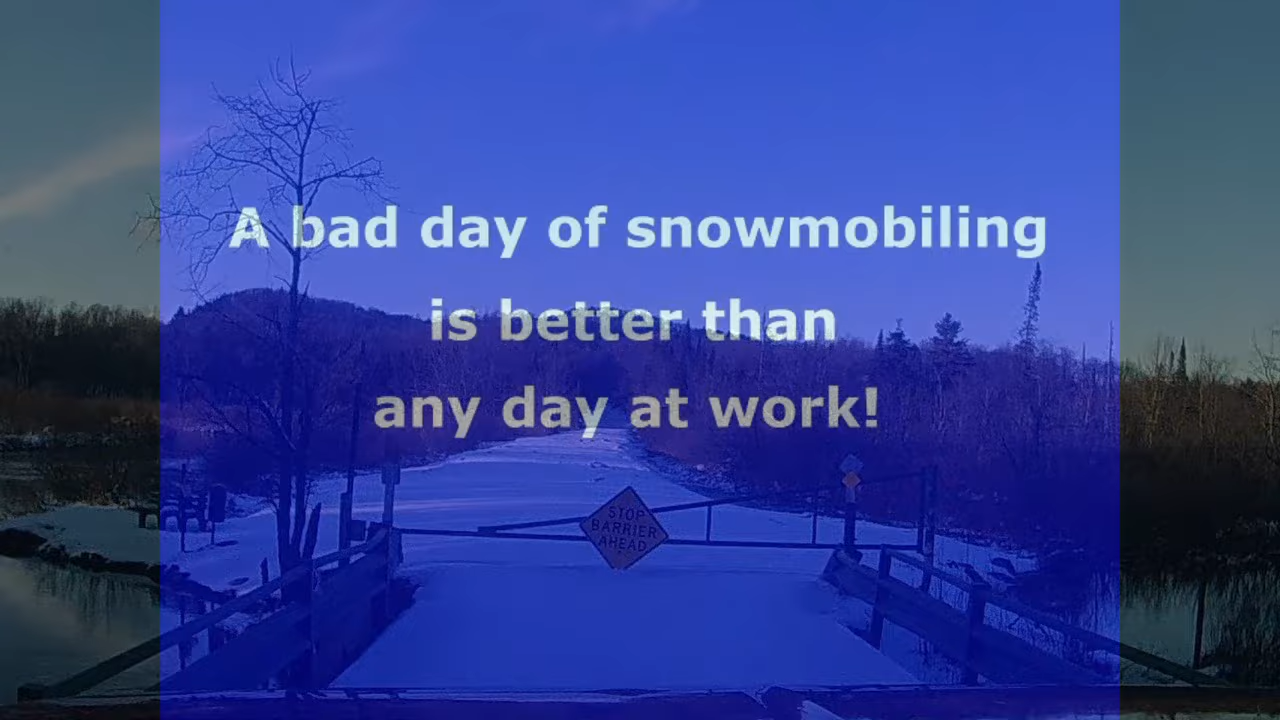 A bad day of snowmobiling
is better than
any day at work!
STOP
BARRIER
AHEAD